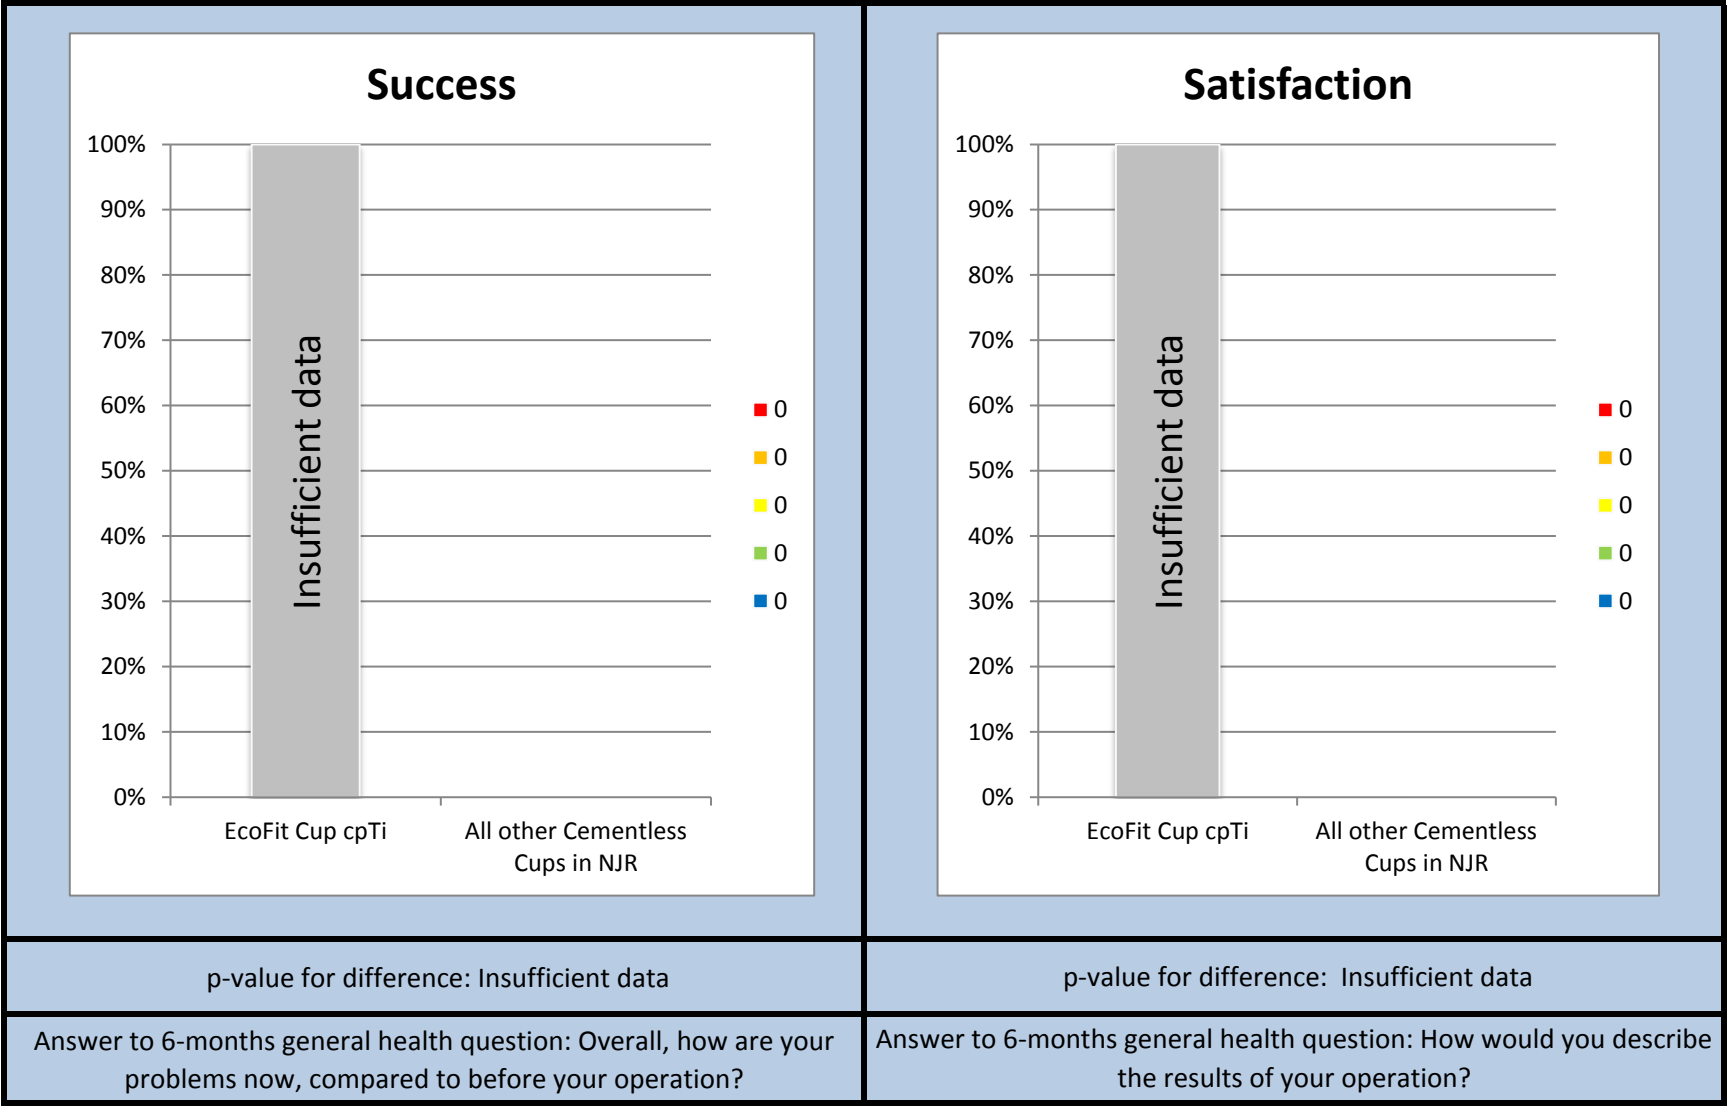 Success
100%
90%
80%
70%
60%
50%
40%
30%
20%
10%
0%
Insufficient data
EcoFit Cup cpTi
All other Cementless
Cups in NJR
0
0
0
0
0
Satisfaction
100%
90%
80%
70%
60%
50%
40%
30%
20%
10%
0%
Insufficient data
EcoFit Cup cpTi
All other Cementless
Cups in NJR
0
0
0
0
0
p-value for difference: Insufficient data
p-value for difference:  Insufficient data
Answer to 6-months general health question: Overall, how are your
problems now, compared to before your operation?
Answer to 6-months general health question: How would you describe
the results of your operation?